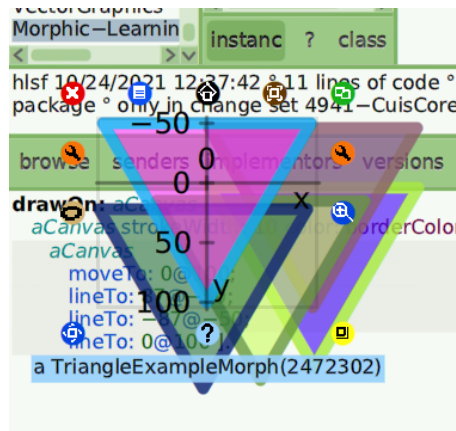 VectorGraphics
Morphic-Learnin
instanc ? class
hlsf 10/24/2021 12:37:42 ° 11 lines of code °
package ° only in change set 4941-CuisCore
browse senders implementors versions
-50
0
0
x
50
y
100
drawOn: aCanvas
aCanvas
moveTo: 0@
lineTo:
lineTo: -87@-50;
lineTo: 0@100 ].
?
a TriangleExampleMorph(2472302)